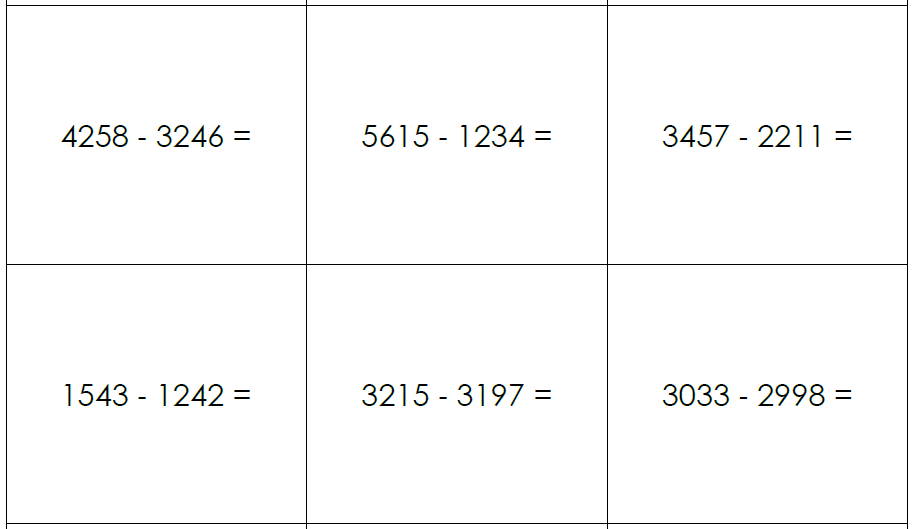 4258 - 3246 =
5615 - 1234 =
3457 - 2211 =
1543 - 1242 =
3215 - 3197 =
3033 - 2998 =